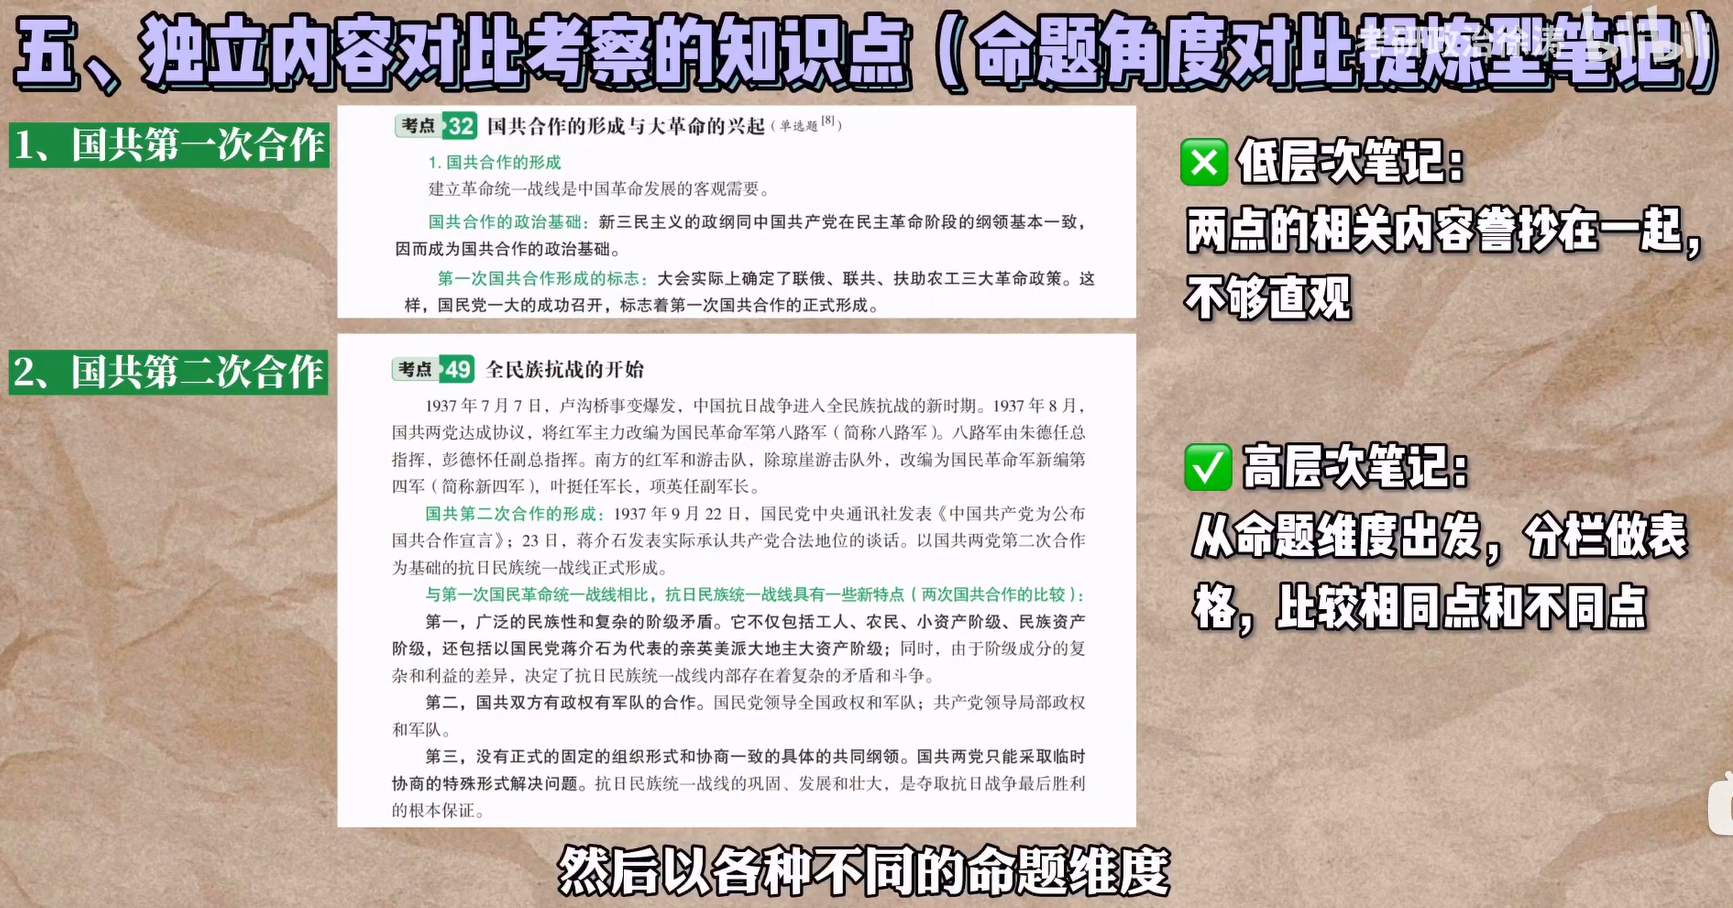 五、独立内容对比考察的知识点（命题角度对比提炼型笔记）
考研政治徐涛 bilibili
1、国共第一次合作
考点 32 国共合作的形成与大革命的兴起（单选题[8]）
1. 国共合作的形成
建立革命统一战线是中国革命发展的客观需要。
国共合作的政治基础：新三民主义的政纲同中国共产党在民主革命阶段的纲领基本一致，
因而成为国共合作的政治基础。
第一次国共合作形成的标志：大会实际上确定了联俄、联共、扶助农工三大革命政策。这
样，国民党一大的成功召开，标志着第一次国共合作的正式形成。
❎ 低层次笔记：
两点的相关内容誊抄在一起，
不够直观
2、国共第二次合作
考点 49 全民族抗战的开始
1937 年 7 月 7 日，卢沟桥事变爆发，中国抗日战争进入全民族抗战的新时期。1937 年 8 月，
国共两党达成协议，将红军主力改编为国民革命军第八路军（简称八路军）。八路军由朱德任总
指挥，彭德怀任副总指挥。南方的红军和游击队，除琼崖游击队外，改编为国民革命军新编第
四军（简称新四军），叶挺任军长，项英任副军长。
国共第二次合作的形成：1937 年 9 月 22 日，国民党中央通讯社发表《中国共产党为公布
国共合作宣言》；23 日，蒋介石发表实际承认共产党合法地位的谈话。以国共两党第二次合作
为基础的抗日民族统一战线正式形成。
与第一次国民革命统一战线相比，抗日民族统一战线具有一些新特点（两次国共合作的比较）：
第一，广泛的民族性和复杂的阶级矛盾。它不仅包括工人、农民、小资产阶级、民族资产
阶级，还包括以国民党蒋介石为代表的亲英美派大地主大资产阶级；同时，由于阶级成分的复
杂和利益的差异，决定了抗日民族统一战线内部存在着复杂的矛盾和斗争。
第二，国共双方有政权有军队的合作。国民党领导全国政权和军队；共产党领导局部政权
和军队。
第三，没有正式的固定的组织形式和协商一致的具体的共同纲领。国共两党只能采取临时
协商的特殊形式解决问题。抗日民族统一战线的巩固、发展和壮大，是夺取抗日战争最后胜利
的根本保证。
✅ 高层次笔记：
从命题维度出发，分栏做表
格，比较相同点和不同点
然后以各种不同的命题维度